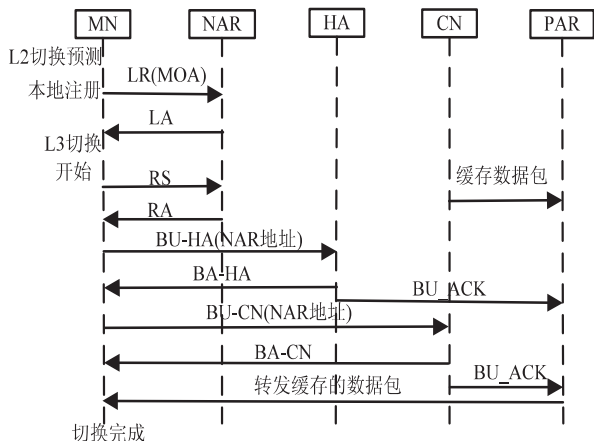 MN NAR HA CN PAR
L2切换预测
LR(MOA)
本地注册
LA
L3切换
开始
RS
缓存数据包
RA
BU-HA(NAR地址)
BA-HA
BU_ACK
BU-CN(NAR地址)
BA-CN
转发缓存的数据包
BU_ACK
切换完成